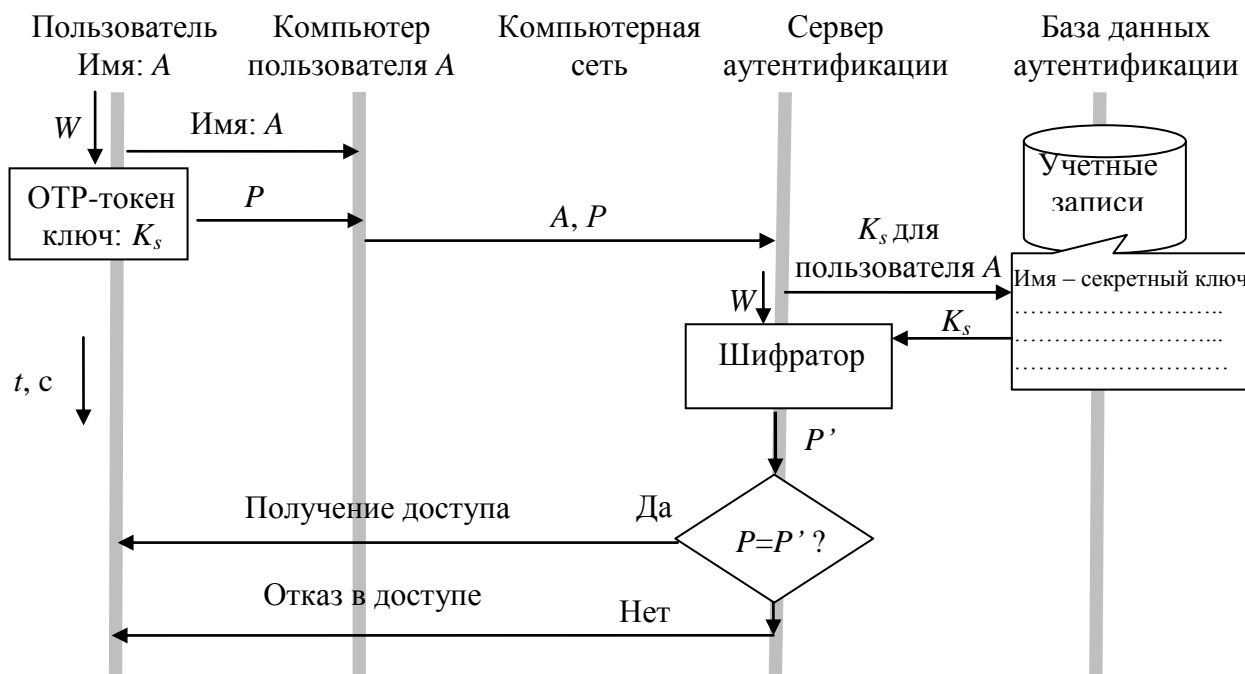 Пользователь
Имя: A
Компьютер
пользователя A
Компьютерная
сеть
Сервер
аутентификации
База данных
аутентификации
W
Имя: A
ОТР-токен
ключ: Ks
P
A, P
Ks для
пользователя A
Учетные
записи
Имя – секретный ключ
…………………………..
…………………………...
……………………………
W
Ks
Шифратор
t, с
P’
Получение доступа
Да
P=P’ ?
Отказ в доступе
Нет